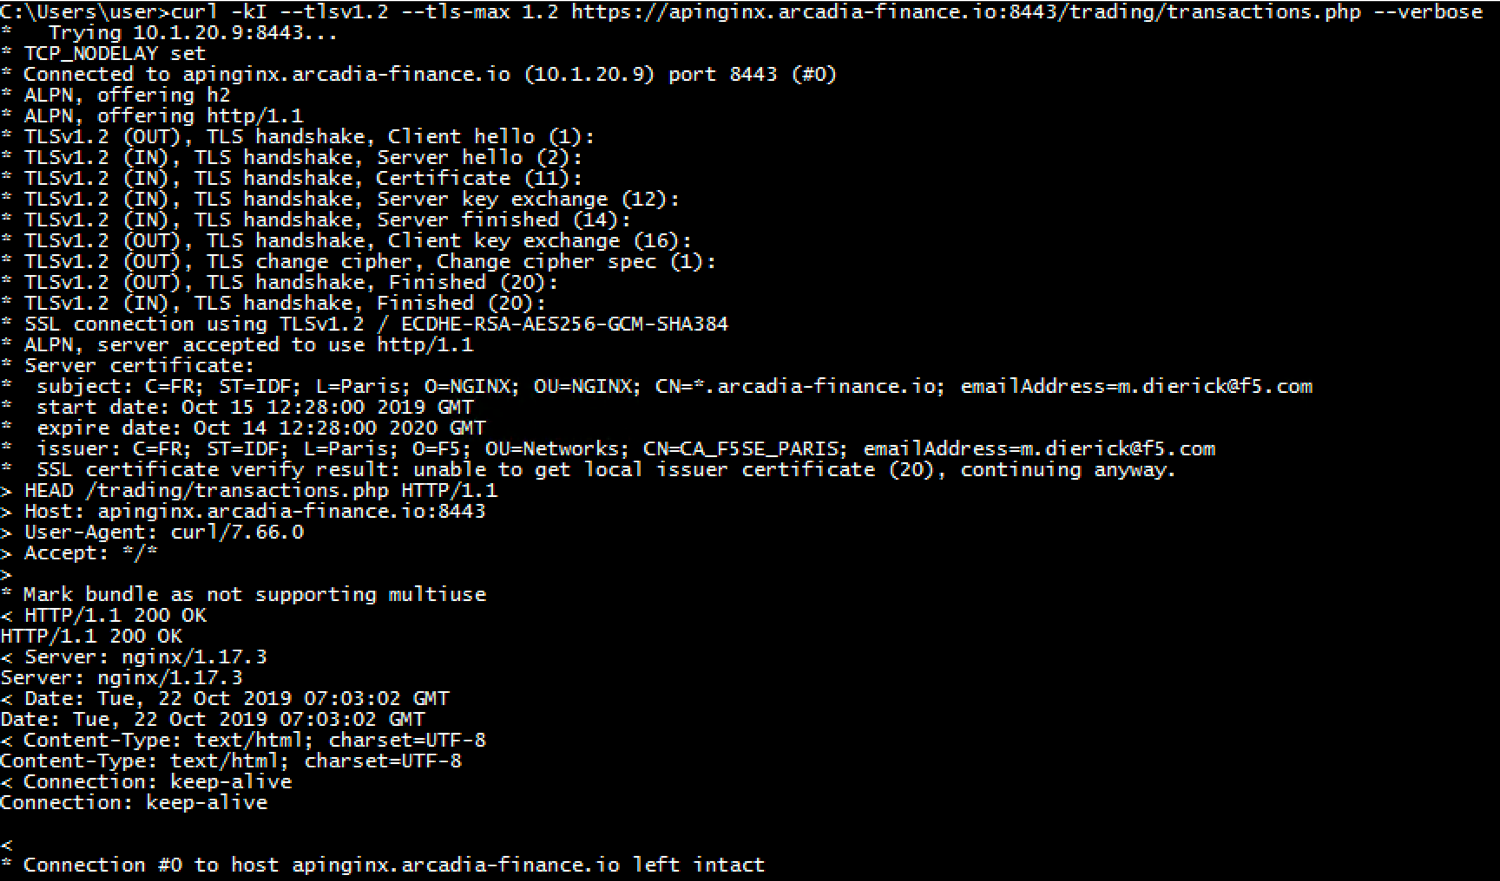 C:\Users\user>curl -kI --tlsv1.2 --tls-max 1.2 https://apinginx.arcadia-finance.io:8443/trading/transactions.php --verbose
*   Trying 10.1.20.9:8443...
* TCP_NODELAY set
* Connected to apinginx.arcadia-finance.io (10.1.20.9) port 8443 (#0)
* ALPN, offering h2
* ALPN, offering http/1.1
* TLSv1.2 (OUT), TLS handshake, Client hello (1):
* TLSv1.2 (IN), TLS handshake, Server hello (2):
* TLSv1.2 (IN), TLS handshake, Certificate (11):
* TLSv1.2 (IN), TLS handshake, Server key exchange (12):
* TLSv1.2 (IN), TLS handshake, Server finished (14):
* TLSv1.2 (OUT), TLS handshake, Client key exchange (16):
* TLSv1.2 (OUT), TLS change cipher, Change cipher spec (1):
* TLSv1.2 (OUT), TLS handshake, Finished (20):
* TLSv1.2 (IN), TLS handshake, Finished (20):
* SSL connection using TLSv1.2 / ECDHE-RSA-AES256-GCM-SHA384
* ALPN, server accepted to use http/1.1
* Server certificate:
*  subject: C=FR; ST=IDF; L=Paris; O=NGINX; OU=NGINX; CN=*.arcadia-finance.io; emailAddress=m.dierick@f5.com
*  start date: Oct 15 12:28:00 2019 GMT
*  expire date: Oct 14 12:28:00 2020 GMT
*  issuer: C=FR; ST=IDF; L=Paris; O=F5; OU=Networks; CN=CA_F5SE_PARIS; emailAddress=m.dierick@f5.com
*  SSL certificate verify result: unable to get local issuer certificate (20), continuing anyway.
> HEAD /trading/transactions.php HTTP/1.1
> Host: apinginx.arcadia-finance.io:8443
> User-Agent: curl/7.66.0
> Accept: */*
>
* Mark bundle as not supporting multiuse
< HTTP/1.1 200 OK
HTTP/1.1 200 OK
< Server: nginx/1.17.3
Server: nginx/1.17.3
< Date: Tue, 22 Oct 2019 07:03:02 GMT
Date: Tue, 22 Oct 2019 07:03:02 GMT
< Content-Type: text/html; charset=UTF-8
Content-Type: text/html; charset=UTF-8
< Connection: keep-alive
Connection: keep-alive
<
* Connection #0 to host apinginx.arcadia-finance.io left intact